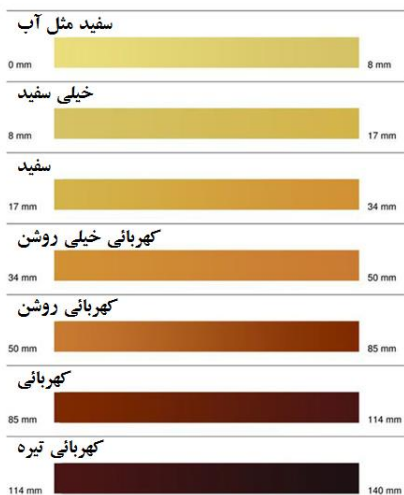 سفید مثل آب
0 mm 8 mm
خیلی سفید
8 mm 17 mm
سفید
17 mm 34 mm
کهربائی خیلی روشن
34 mm 50 mm
کهربائی روشن
50 mm 85 mm
کهربائی
85 mm 114 mm
کهربائی تیره
114 mm 140 mm